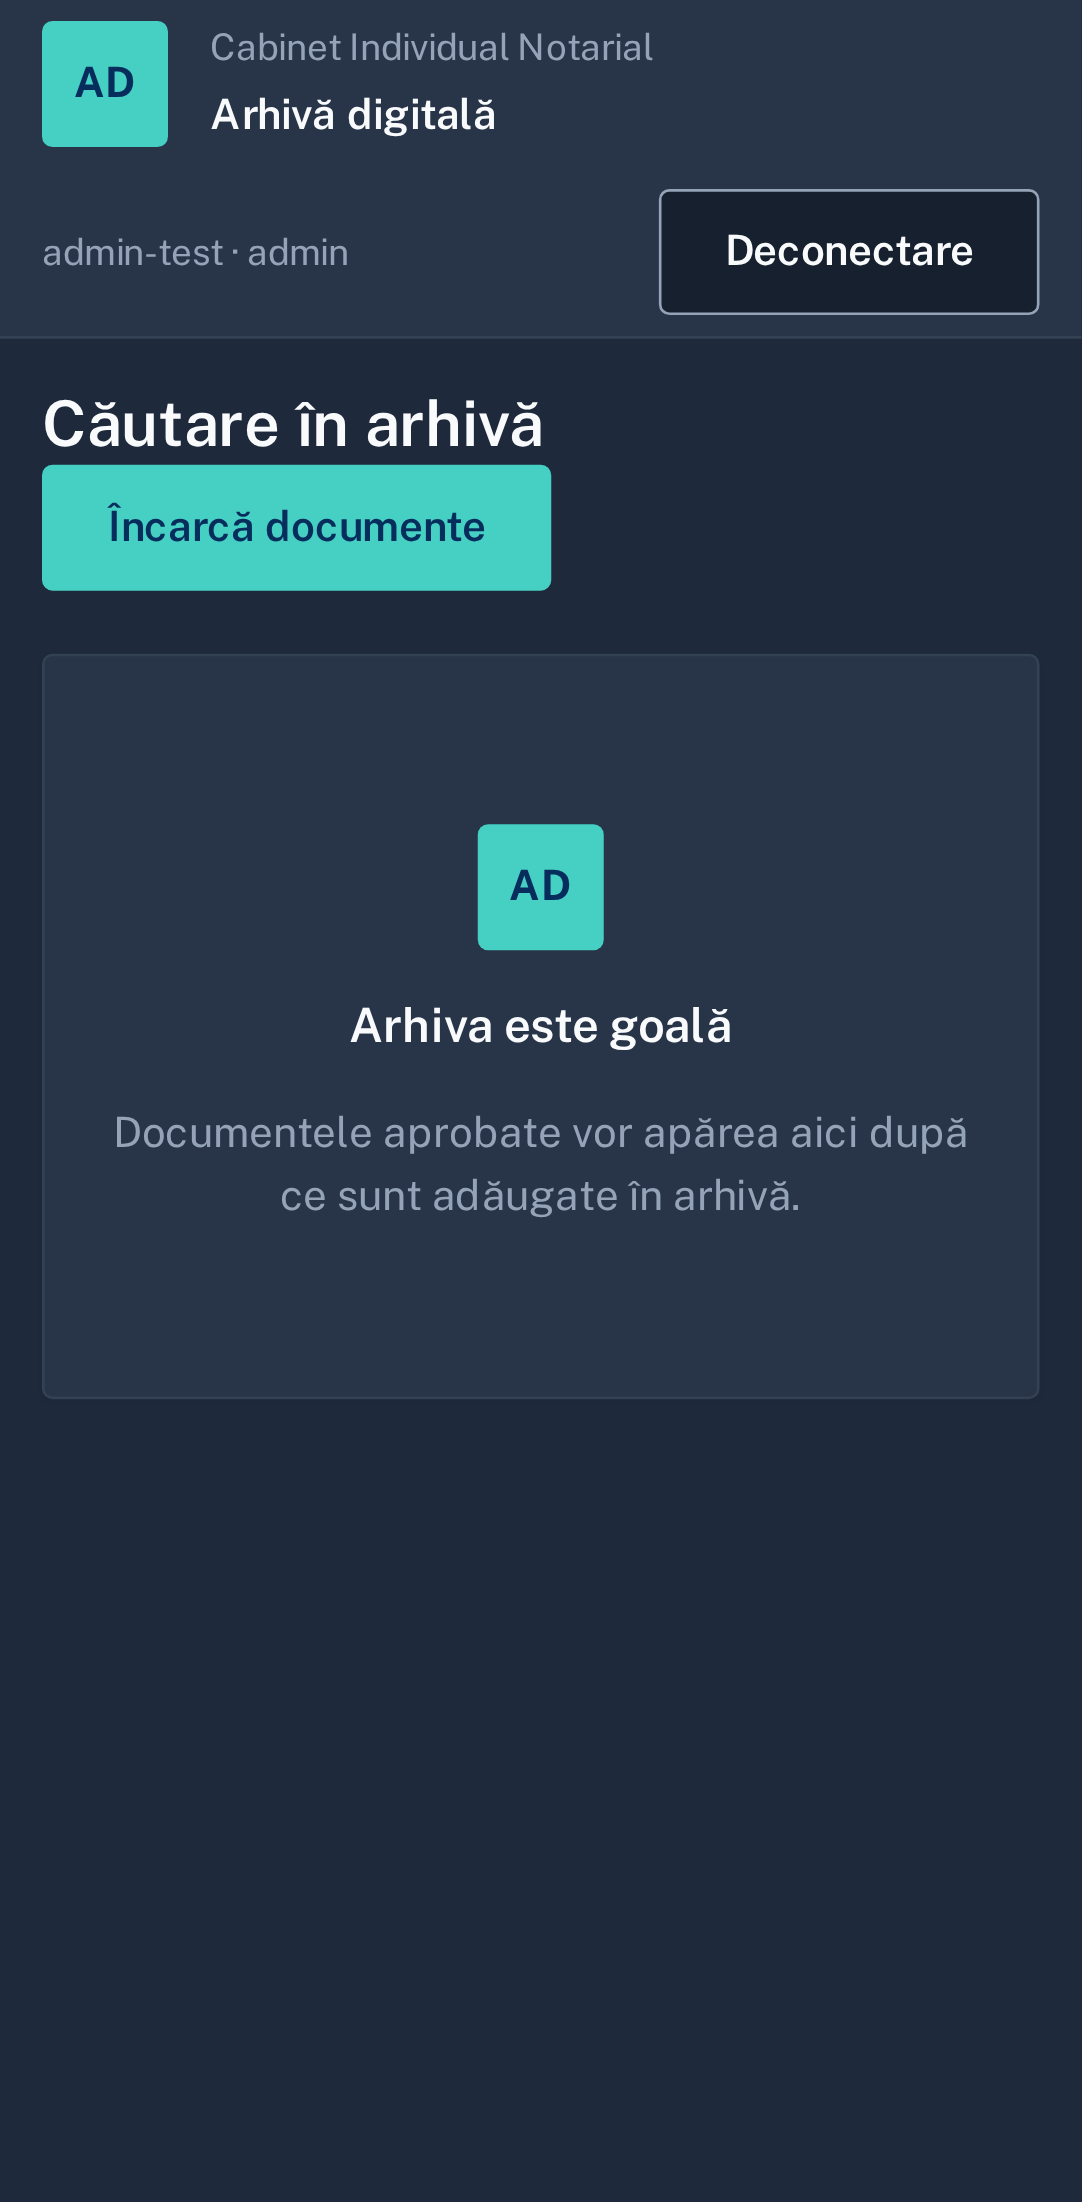 AD
Cabinet Individual Notarial
Arhivă digitală
admin-test · admin
Deconectare
Căutare în arhivă
Încarcă documente
AD
Arhiva este goală
Documentele aprobate vor apărea aici după
ce sunt adăugate în arhivă.